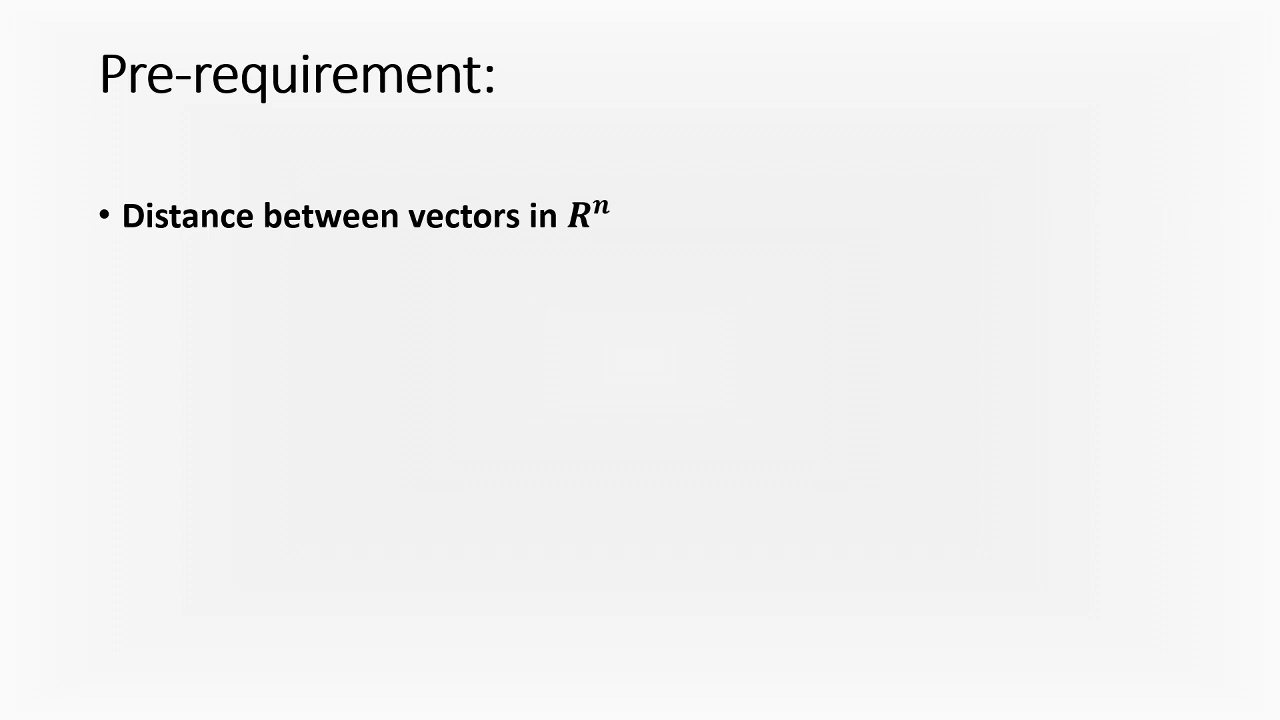 Pre-requirement:
• Distance between vectors in Rⁿ